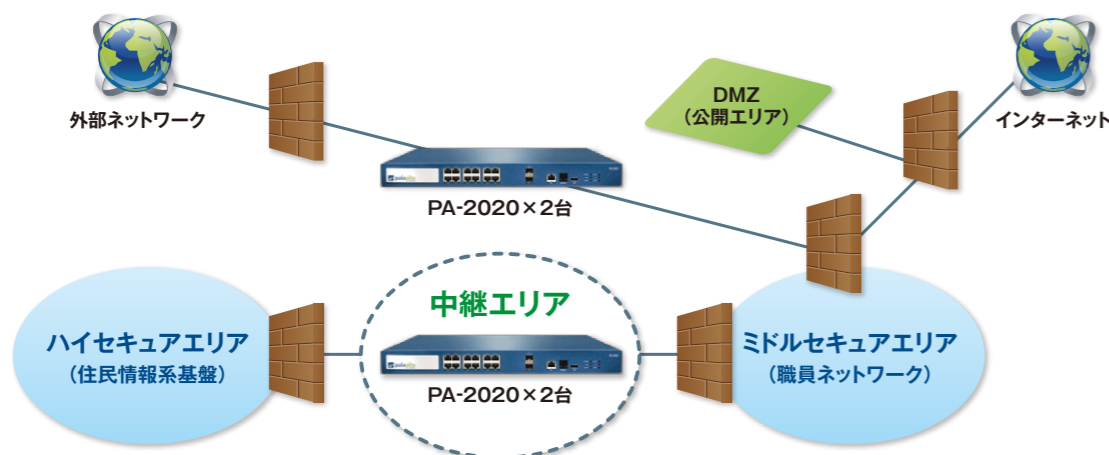 外部ネットワーク
DMZ
(公開エリア)
インターネット
paloalto
PA-2020×2台
中継エリア
ハイセキュアエリア
(住民情報系基盤)
paloalto
PA-2020×2台
ミドルセキュアエリア
(職員ネットワーク)